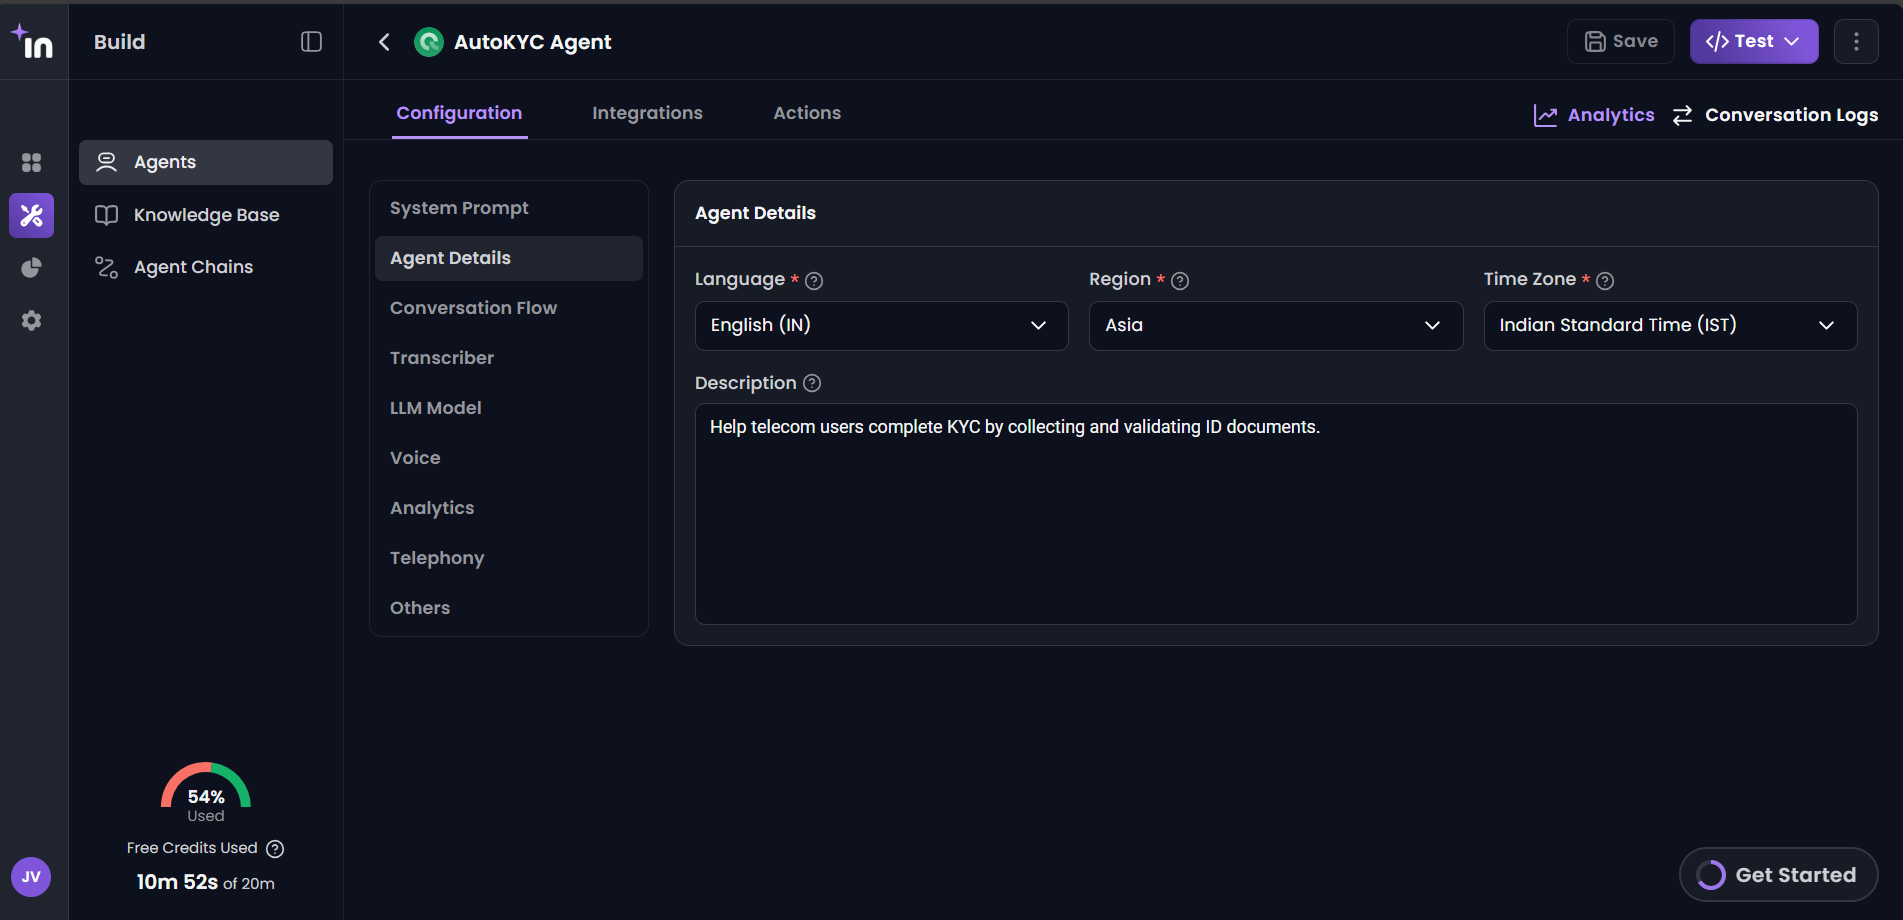 in
Build
AutoKYC Agent
Save
</> Test
Configuration
Integrations
Actions
Analytics
Conversation Logs
Agents
Knowledge Base
Agent Chains
System Prompt
Agent Details
Conversation Flow
Transcriber
LLM Model
Voice
Analytics
Telephony
Others
Agent Details
Language *
Region *
Time Zone *
English (IN)
Asia
Indian Standard Time (IST)
Description
Help telecom users complete KYC by collecting and validating ID documents.
54%
Used
Free Credits Used
10m 52s of 20m
JV
Get Started